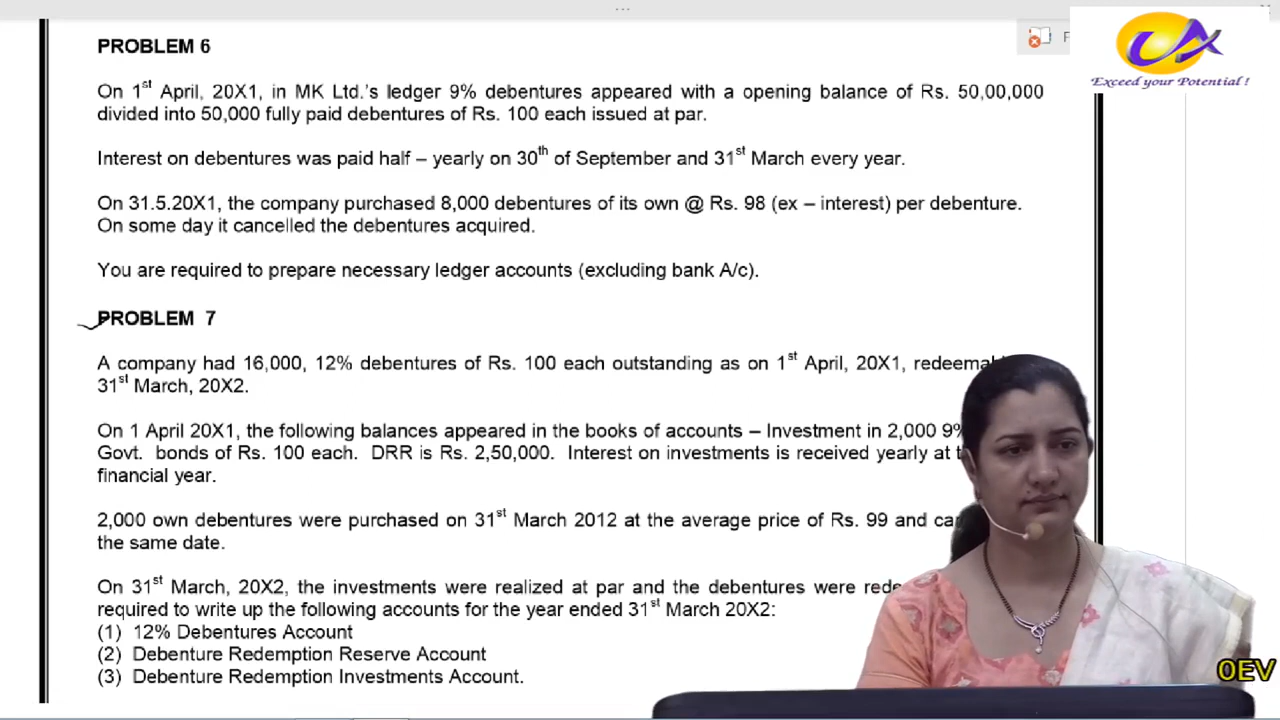 PROBLEM 6
On 1st April, 20X1, in MK Ltd.'s ledger 9% debentures appeared with a opening balance of Rs. 50,00,000
divided into 50,000 fully paid debentures of Rs. 100 each issued at par.
Interest on debentures was paid half – yearly on 30th of September and 31st March every year.
On 31.5.20X1, the company purchased 8,000 debentures of its own @ Rs. 98 (ex – interest) per debenture.
On some day it cancelled the debentures acquired.
You are required to prepare necessary ledger accounts (excluding bank A/c).
PROBLEM 7
A company had 16,000, 12% debentures of Rs. 100 each outstanding as on 1st April, 20X1,
31st March, 20X2.
On 1 April 20X1, the following balances appeared in the books of accounts – Investment in 2,000 9%
Govt. bonds of Rs. 100 each. DRR is Rs. 2,50,000. Interest on investments is received yearly at
financial year.
2,000 own debentures were purchased on 31st March 2012 at the average price of Rs. 99 and
the same date.
On 31st March, 20X2, the investments were realized at par and the debentures were
required to write up the following accounts for the year ended 31st March 20X2:
(1) 12% Debentures Account
(2) Debenture Redemption Reserve Account
(3) Debenture Redemption Investments Account.
Exceed your Potential !
OEV